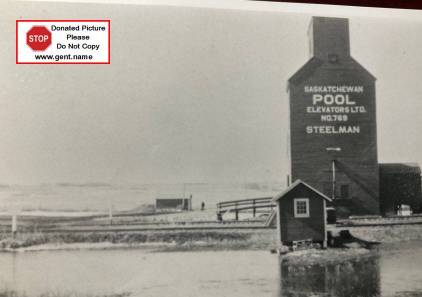 STOP
Donated Picture
Please
Do Not Copy
www.gent.name
SASKATCHEWAN
POOL
ELEVATORS LTD.
NO.769
STEELMAN